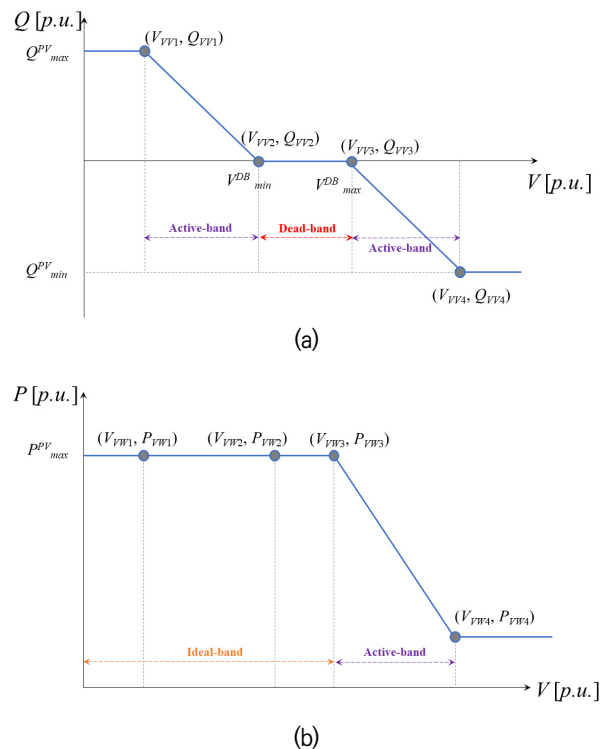 Q [p.u.]
(V_VV1, Q_VV1)
Q^PV_max
(V_VV2, Q_VV2)
(V_VV3, Q_VV3)
V^DB_min
V^DB_max
V [p.u.]
Active-band
Dead-band
Active-band
Q^PV_min
(V_VV4, Q_VV4)
(a)
P [p.u.]
(V_VW1, P_VW1)
(V_VW2, P_VW2)
(V_VW3, P_VW3)
P^PV_max
(V_VW4, P_VW4)
Ideal-band
Active-band
V [p.u.]
(b)